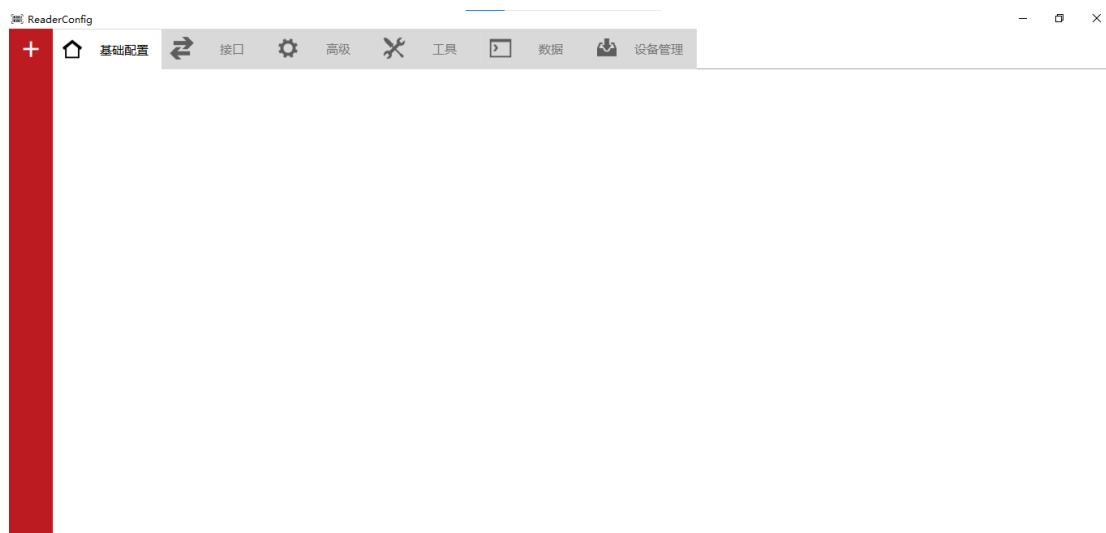 ReaderConfig
基础配置 接口 高级 工具 数据 设备管理